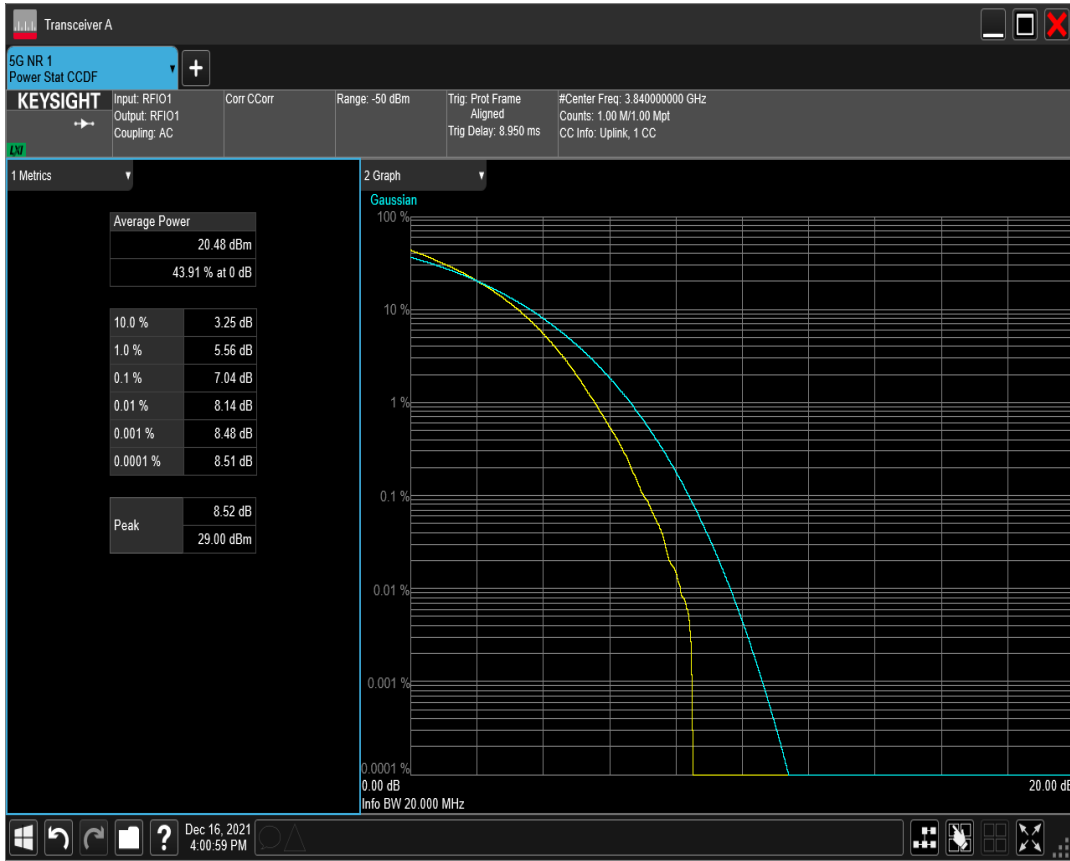 Transceiver A
5G NR 1
Power Stat CCDF
KEYSIGHT
LXI
Input: RFIO1
Output: RFIO1
Coupling: AC
Corr CCorr
Range: -50 dBm
Trig: Prot Frame
Aligned
Trig Delay: 8.950 ms
#Center Freq: 3.840000000 GHz
Counts: 1.00 M/1.00 Mpt
CC Info: Uplink, 1 CC
1 Metrics
Average Power
20.48 dBm
43.91 % at 0 dB
10.0 % 3.25 dB
1.0 % 5.56 dB
0.1 % 7.04 dB
0.01 % 8.14 dB
0.001 % 8.48 dB
0.0001 % 8.51 dB
Peak 8.52 dB
29.00 dBm
2 Graph
Gaussian
100 %
10 %
1 %
0.1 %
0.01 %
0.001 %
0.0001 %
0.00 dB 20.00 dB
Info BW 20.000 MHz
?
Dec 16, 2021
4:00:59 PM